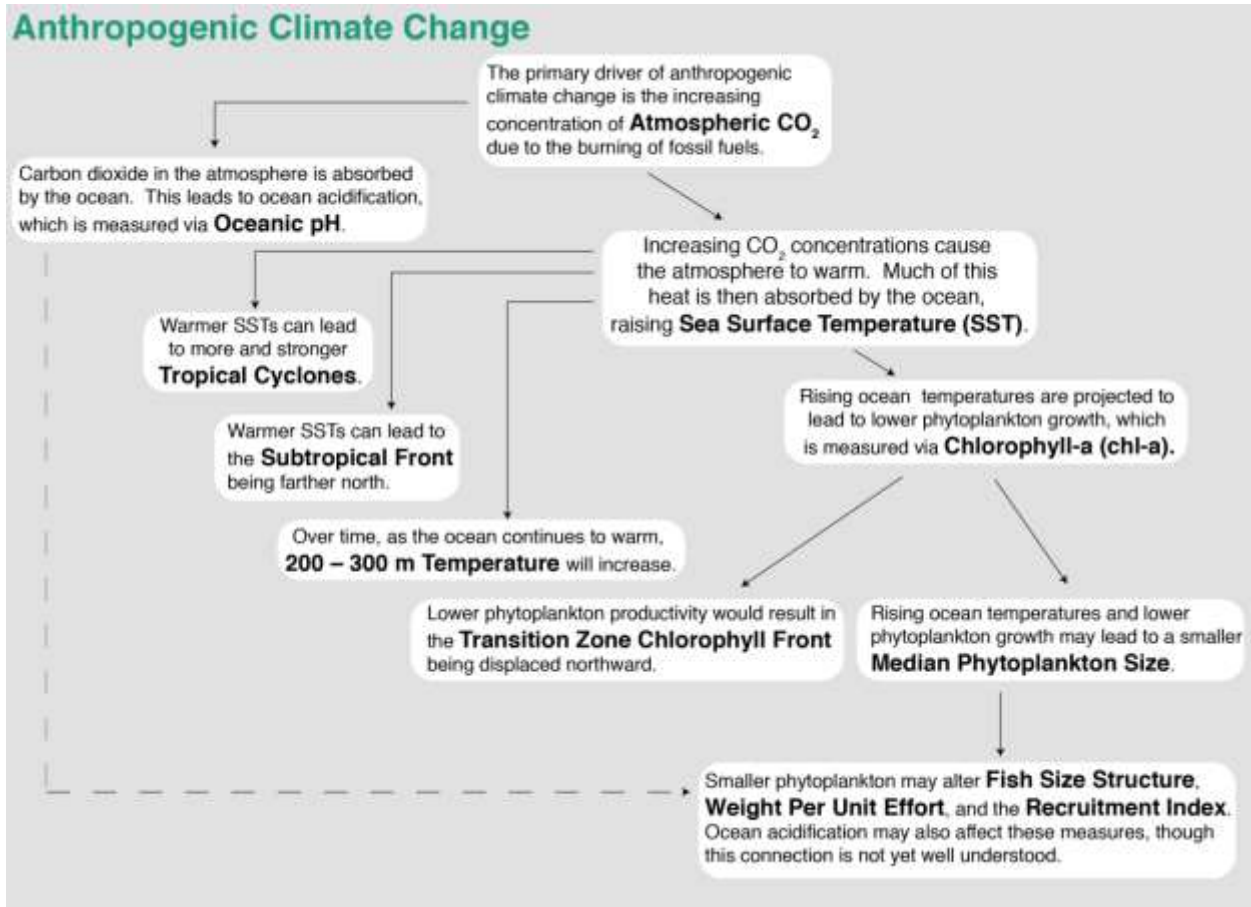 Anthropogenic Climate Change
The primary driver of anthropogenic
climate change is the increasing
concentration of Atmospheric CO₂
due to the burning of fossil fuels.
Carbon dioxide in the atmosphere is absorbed
by the ocean. This leads to ocean acidification,
which is measured via Oceanic pH.
Increasing CO₂ concentrations cause
the atmosphere to warm. Much of this
heat is then absorbed by the ocean,
raising Sea Surface Temperature (SST).
Warmer SSTs can lead
to more and stronger
Tropical Cyclones.
Rising ocean temperatures are projected to
lead to lower phytoplankton growth, which
is measured via Chlorophyll-a (chl-a).
Warmer SSTs can lead to
the Subtropical Front
being farther north.
Over time, as the ocean continues to warm,
200 – 300 m Temperature will increase.
Lower phytoplankton productivity would result in
the Transition Zone Chlorophyll Front
being displaced northward.
Rising ocean temperatures and lower
phytoplankton growth may lead to a smaller
Median Phytoplankton Size.
Smaller phytoplankton may alter Fish Size Structure,
Weight Per Unit Effort, and the Recruitment Index.
Ocean acidification may also affect these measures, though
this connection is not yet well understood.